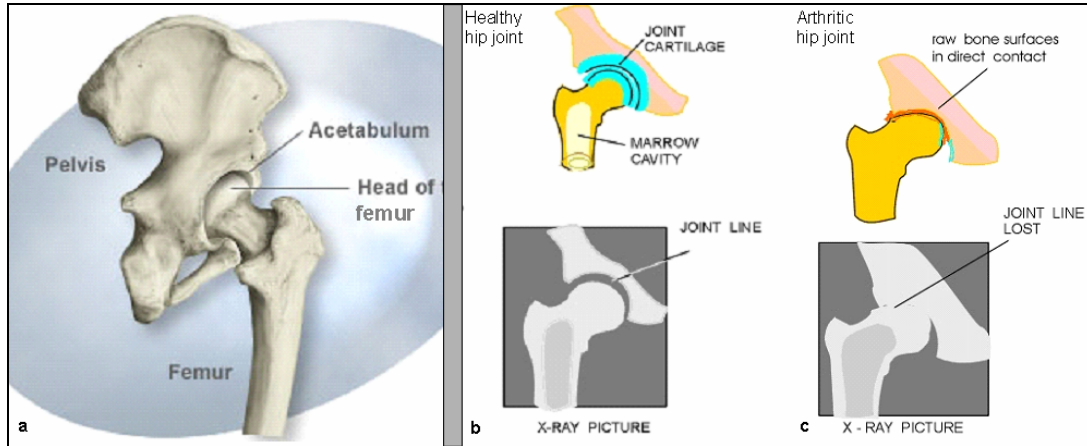 Acetabulum
Pelvis
Head of
femur
Femur
a
Healthy
hip joint
JOINT
CARTILAGE
MARROW
CAVITY
JOINT LINE
b
X-RAY PICTURE
Arthritic
hip joint
raw bone surfaces
in direct contact
JOINT LINE
LOST
c
X - RAY PICTURE